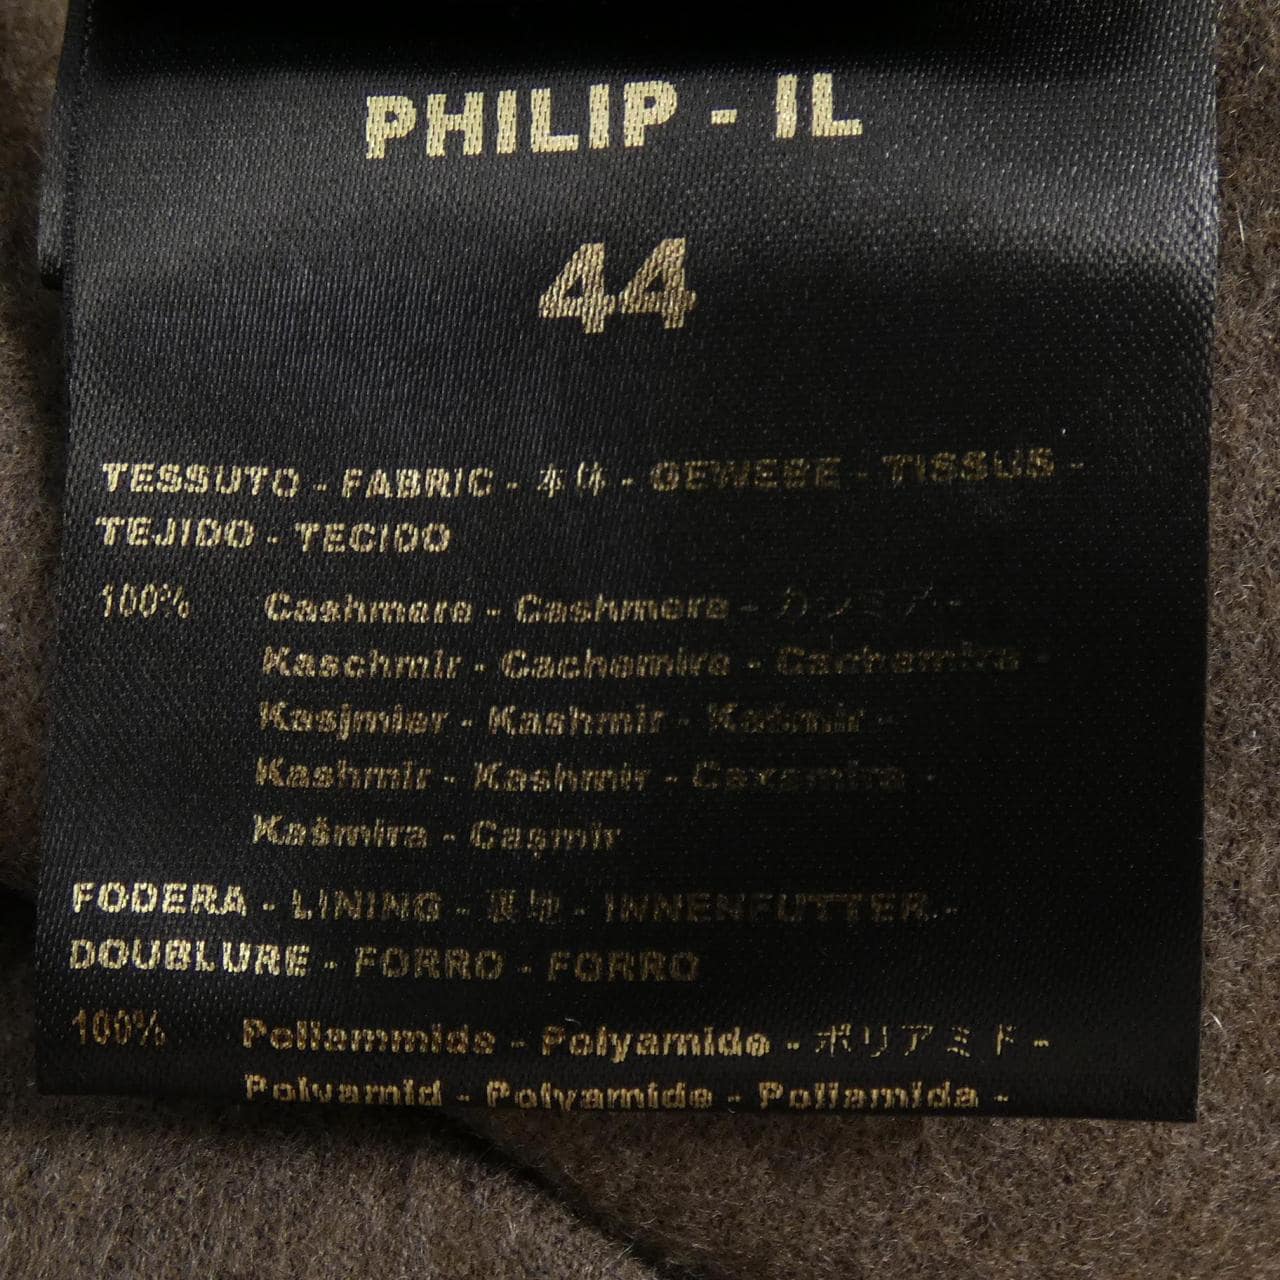 PHILIP - IL
44
TESSUTO - FABRIC - 本体 - GEWEBE - TISSUS -
TEJIDO - TECIDO
100% Cashmere - Cashmere - カシミア -
Kaschmir - Cachemire - Cachemira -
Kasjmier - Kashmir - Kašmir -
Kashmir - Kashmir - Caxemira -
Kašmira - Caşmir
FODERA - LINING - 裏地 - INNENFUTTER -
DOUBLURE - FORRO - FORRO
100% Poliammide - Polyamide - ポリアミド -
Polyamid - Polyamide - Poliamida -